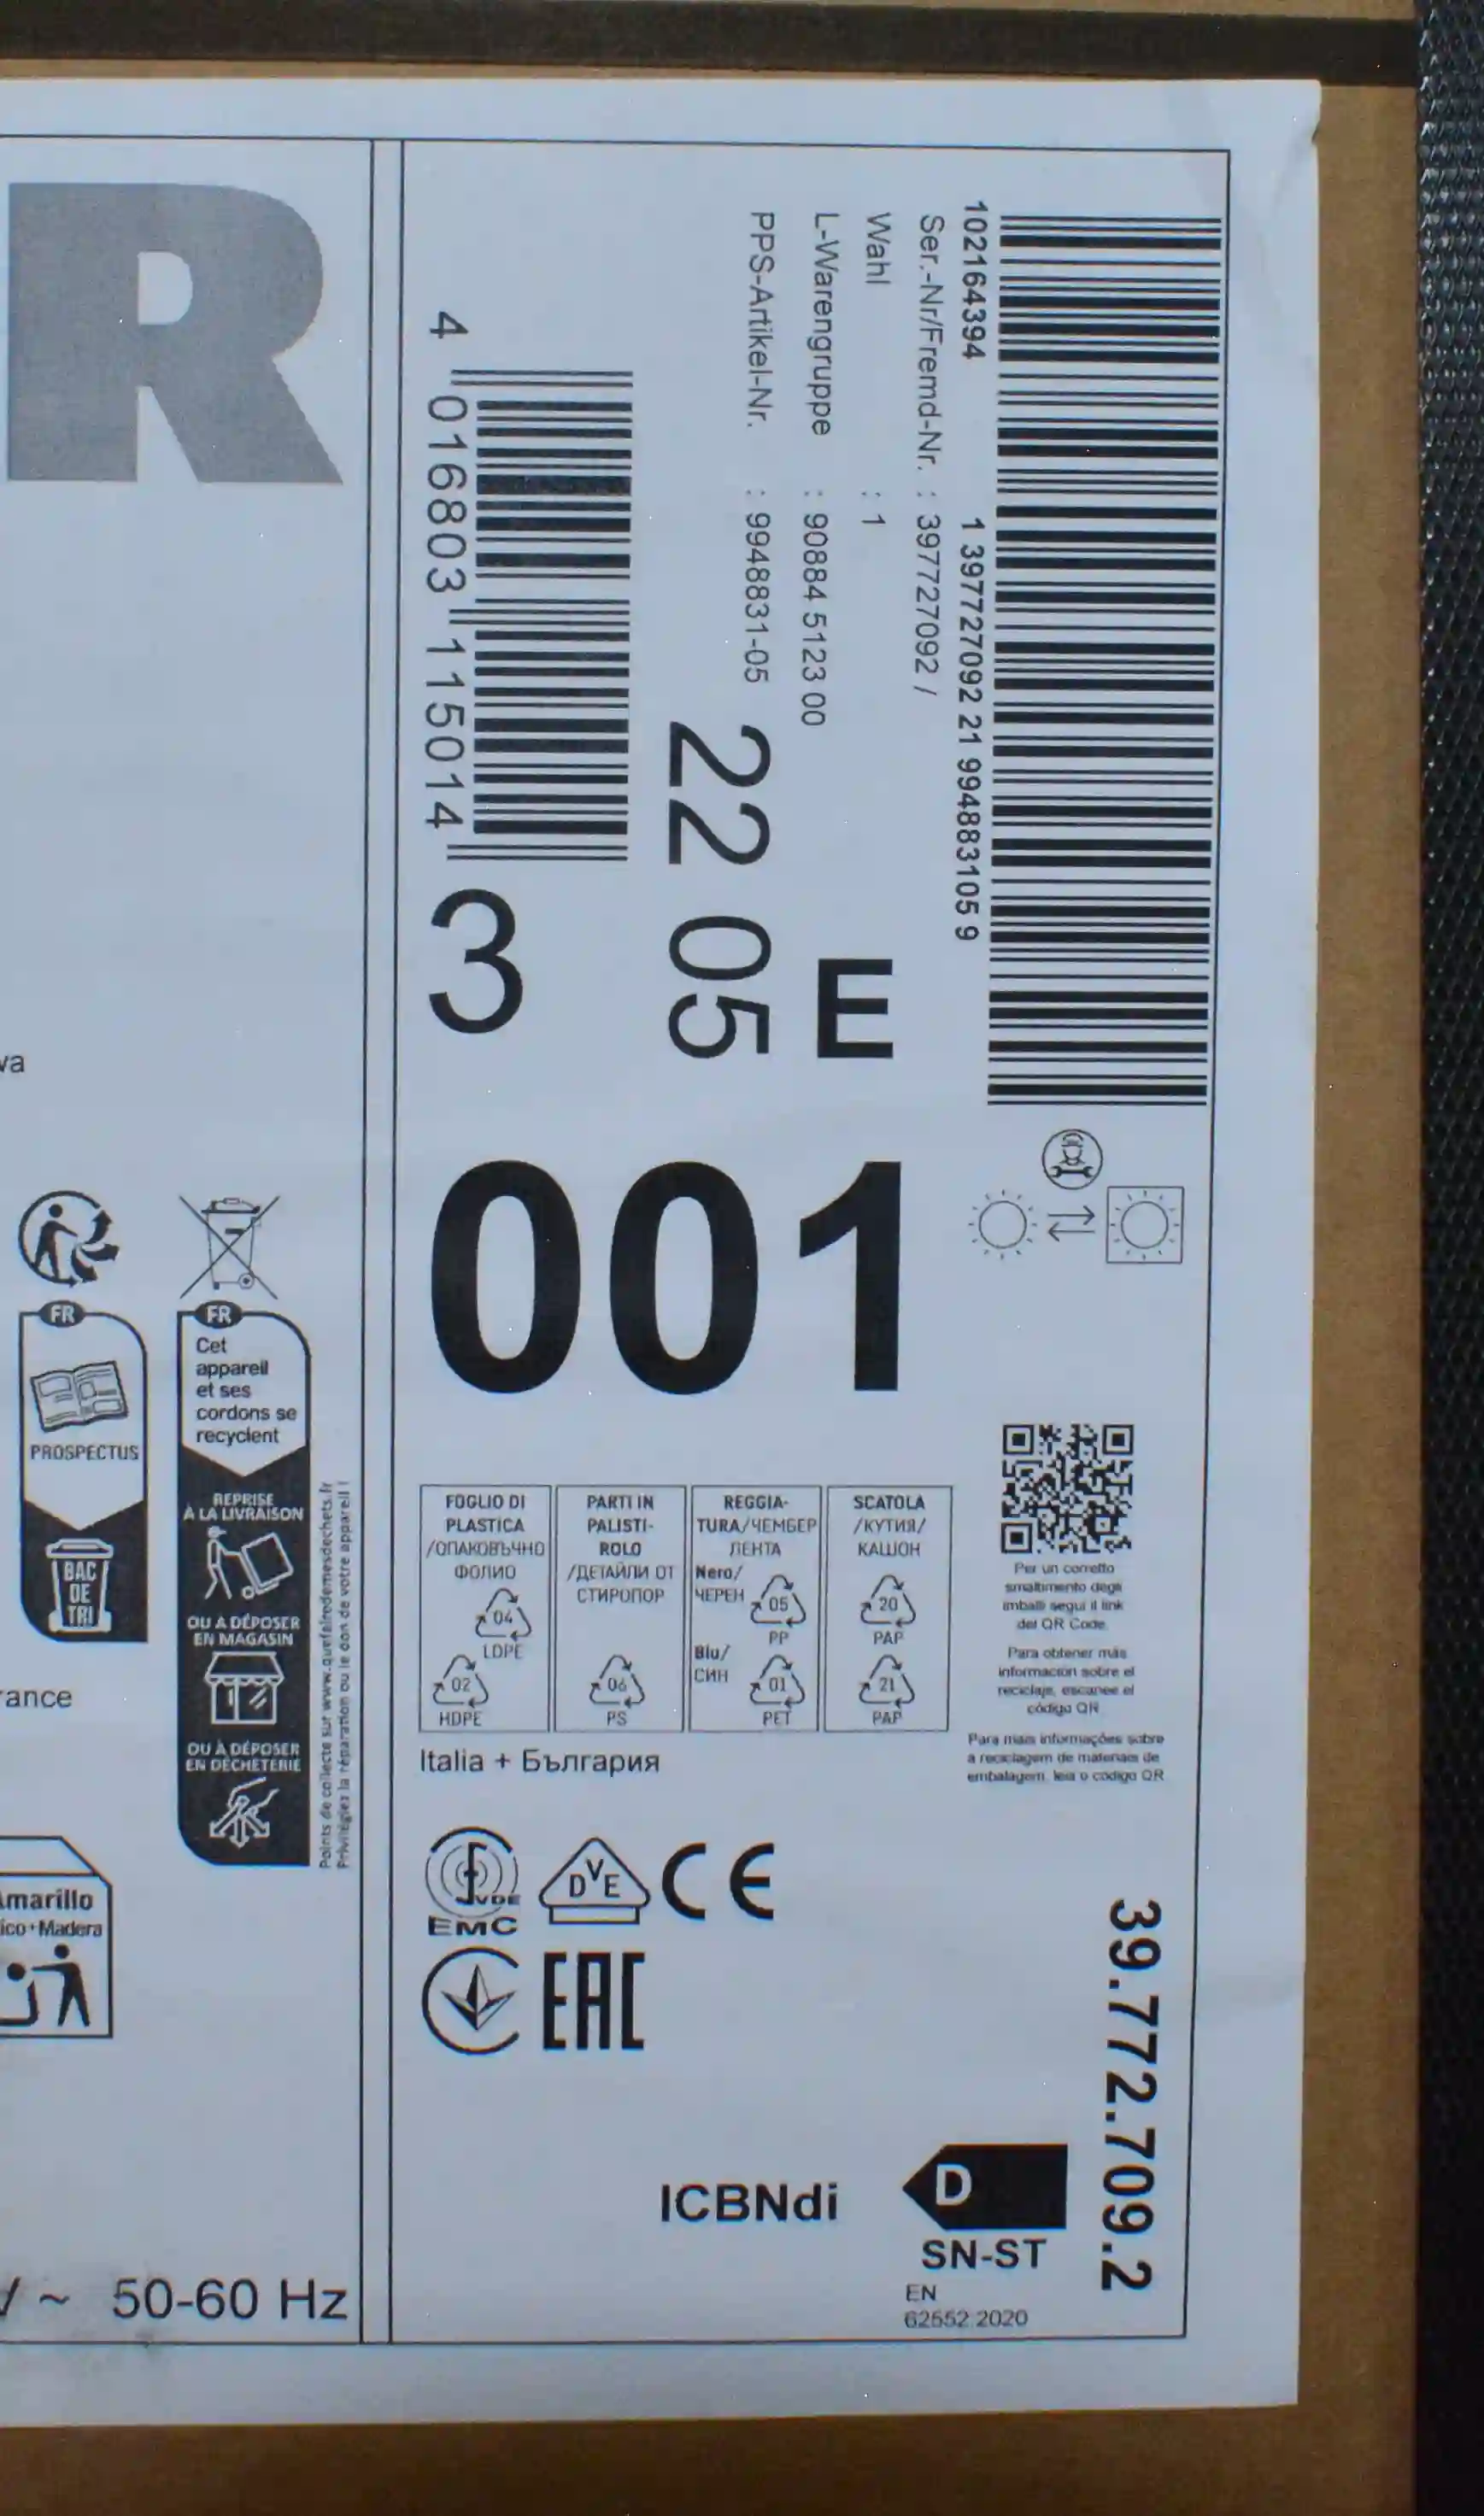 R
102164394
1 397727092 21 994883105 9
Ser.-Nr/Fremd-Nr. : 397727092 /
Wahl : 1
L-Warengruppe : 90884 5123 00
PPS-Artikel-Nr. : 9948831-05
22 05
E
4 016803 115014
3
001
va
FR
PROSPECTUS
BAC
DE
TRI
FR
Cet
appareil
et ses
cordons se
recyclent
REPRISE
À LA LIVRAISON
OU À DÉPOSER
EN MAGASIN
OU À DÉPOSER
EN DÉCHÈTERIE
Points de collecte sur www.quefairedemesdechets.fr
Privilégiez la réparation ou le don de votre appareil !
FOGLIO DI
PLASTICA
/ОПАКОВЪЧНО
ФОЛИО
04
LDPE
02
HDPE
PARTI IN
PALISTI-
ROLO
/ДЕТАЙЛИ ОТ
СТИРОПОР
06
PS
REGGIA-
TURA/ЧЕМБЕР
ЛЕНТА
Nero/
ЧЕРЕН
05
PP
Blu/
СИН
01
PET
SCATOLA
/КУТИЯ/
КАШОН
20
PAP
21
PAP
Italia + България
Per un corretto
smaltimento degli
imballi segui il link
del QR Code.
Para obtener más
información sobre el
reciclaje, escanee el
código QR.
Para mais informações sobre
a reciclagem de materiais de
embalagem, leia o código QR
rance
Amarillo
ico+Madera
VDE
EMC
DVE
CE
EAC
39.772.709.2
ICBNdi
D
SN-ST
EN
62552:2020
V ~ 50-60 Hz